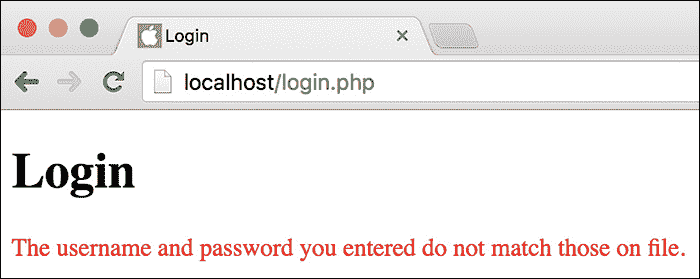 Login
localhost/login.php
Login
The username and password you entered do not match those on file.